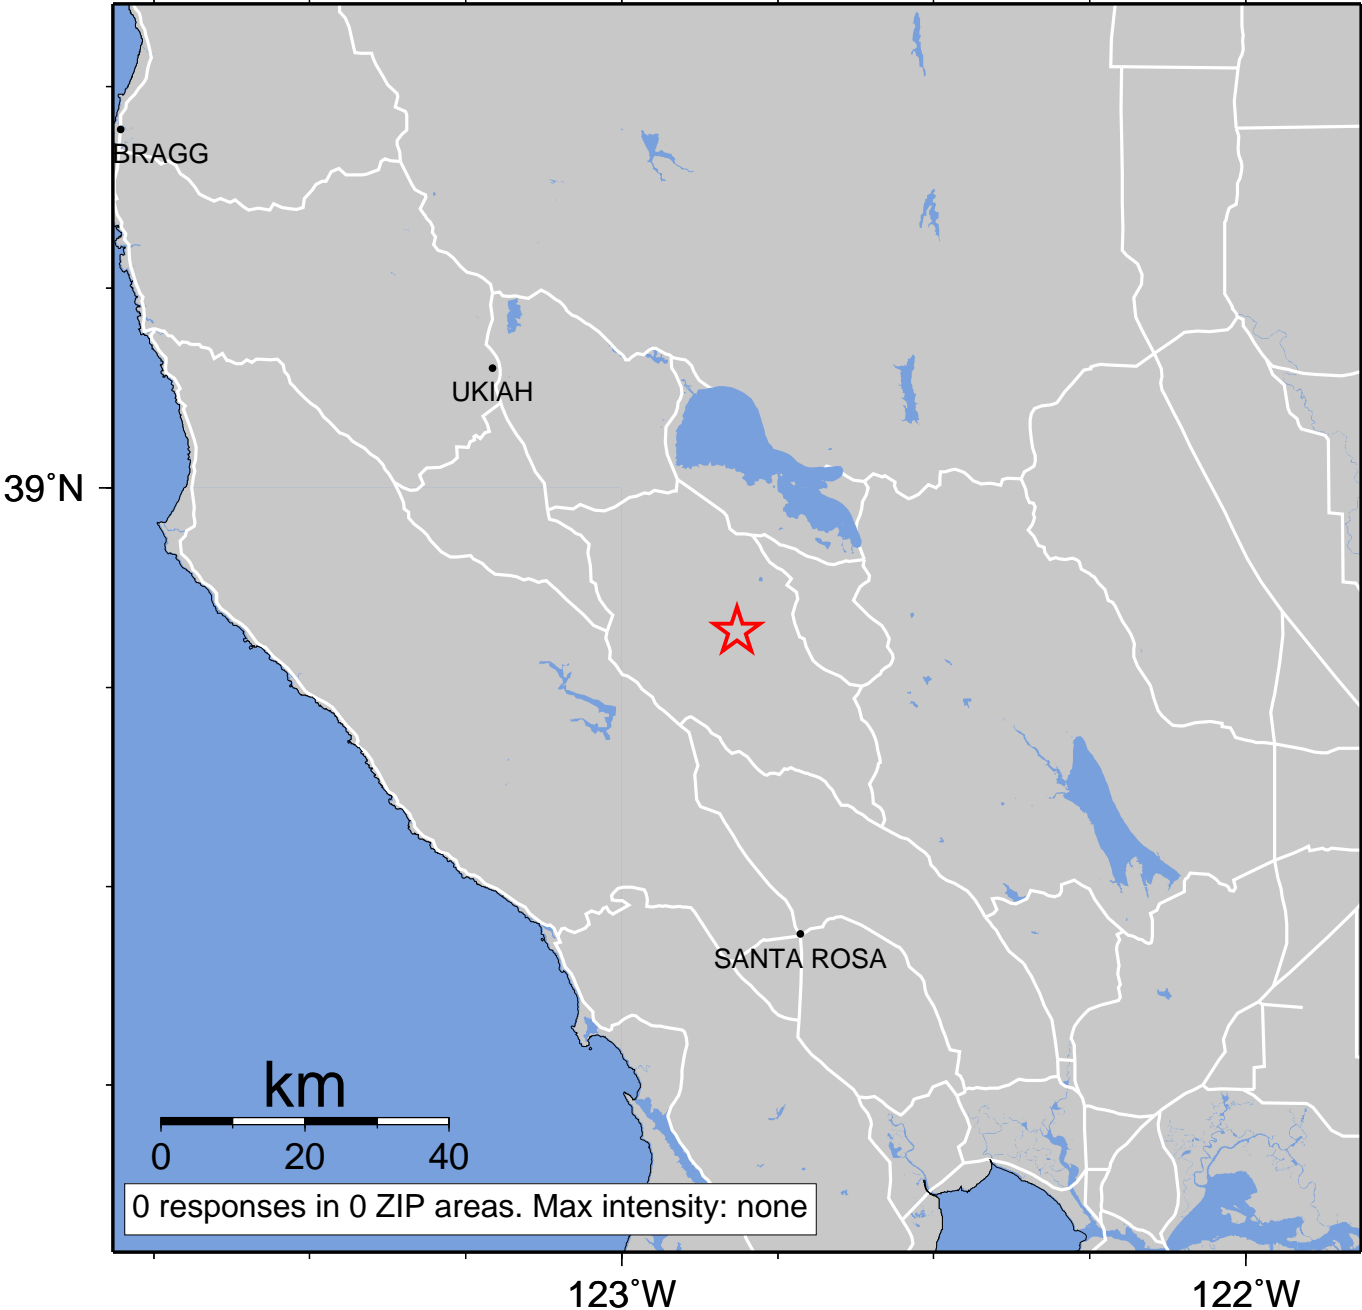 BRAGG
UKIAH
39°N
SANTA ROSA
km
0 20 40
0 responses in 0 ZIP areas. Max intensity: none
123°W 122°W